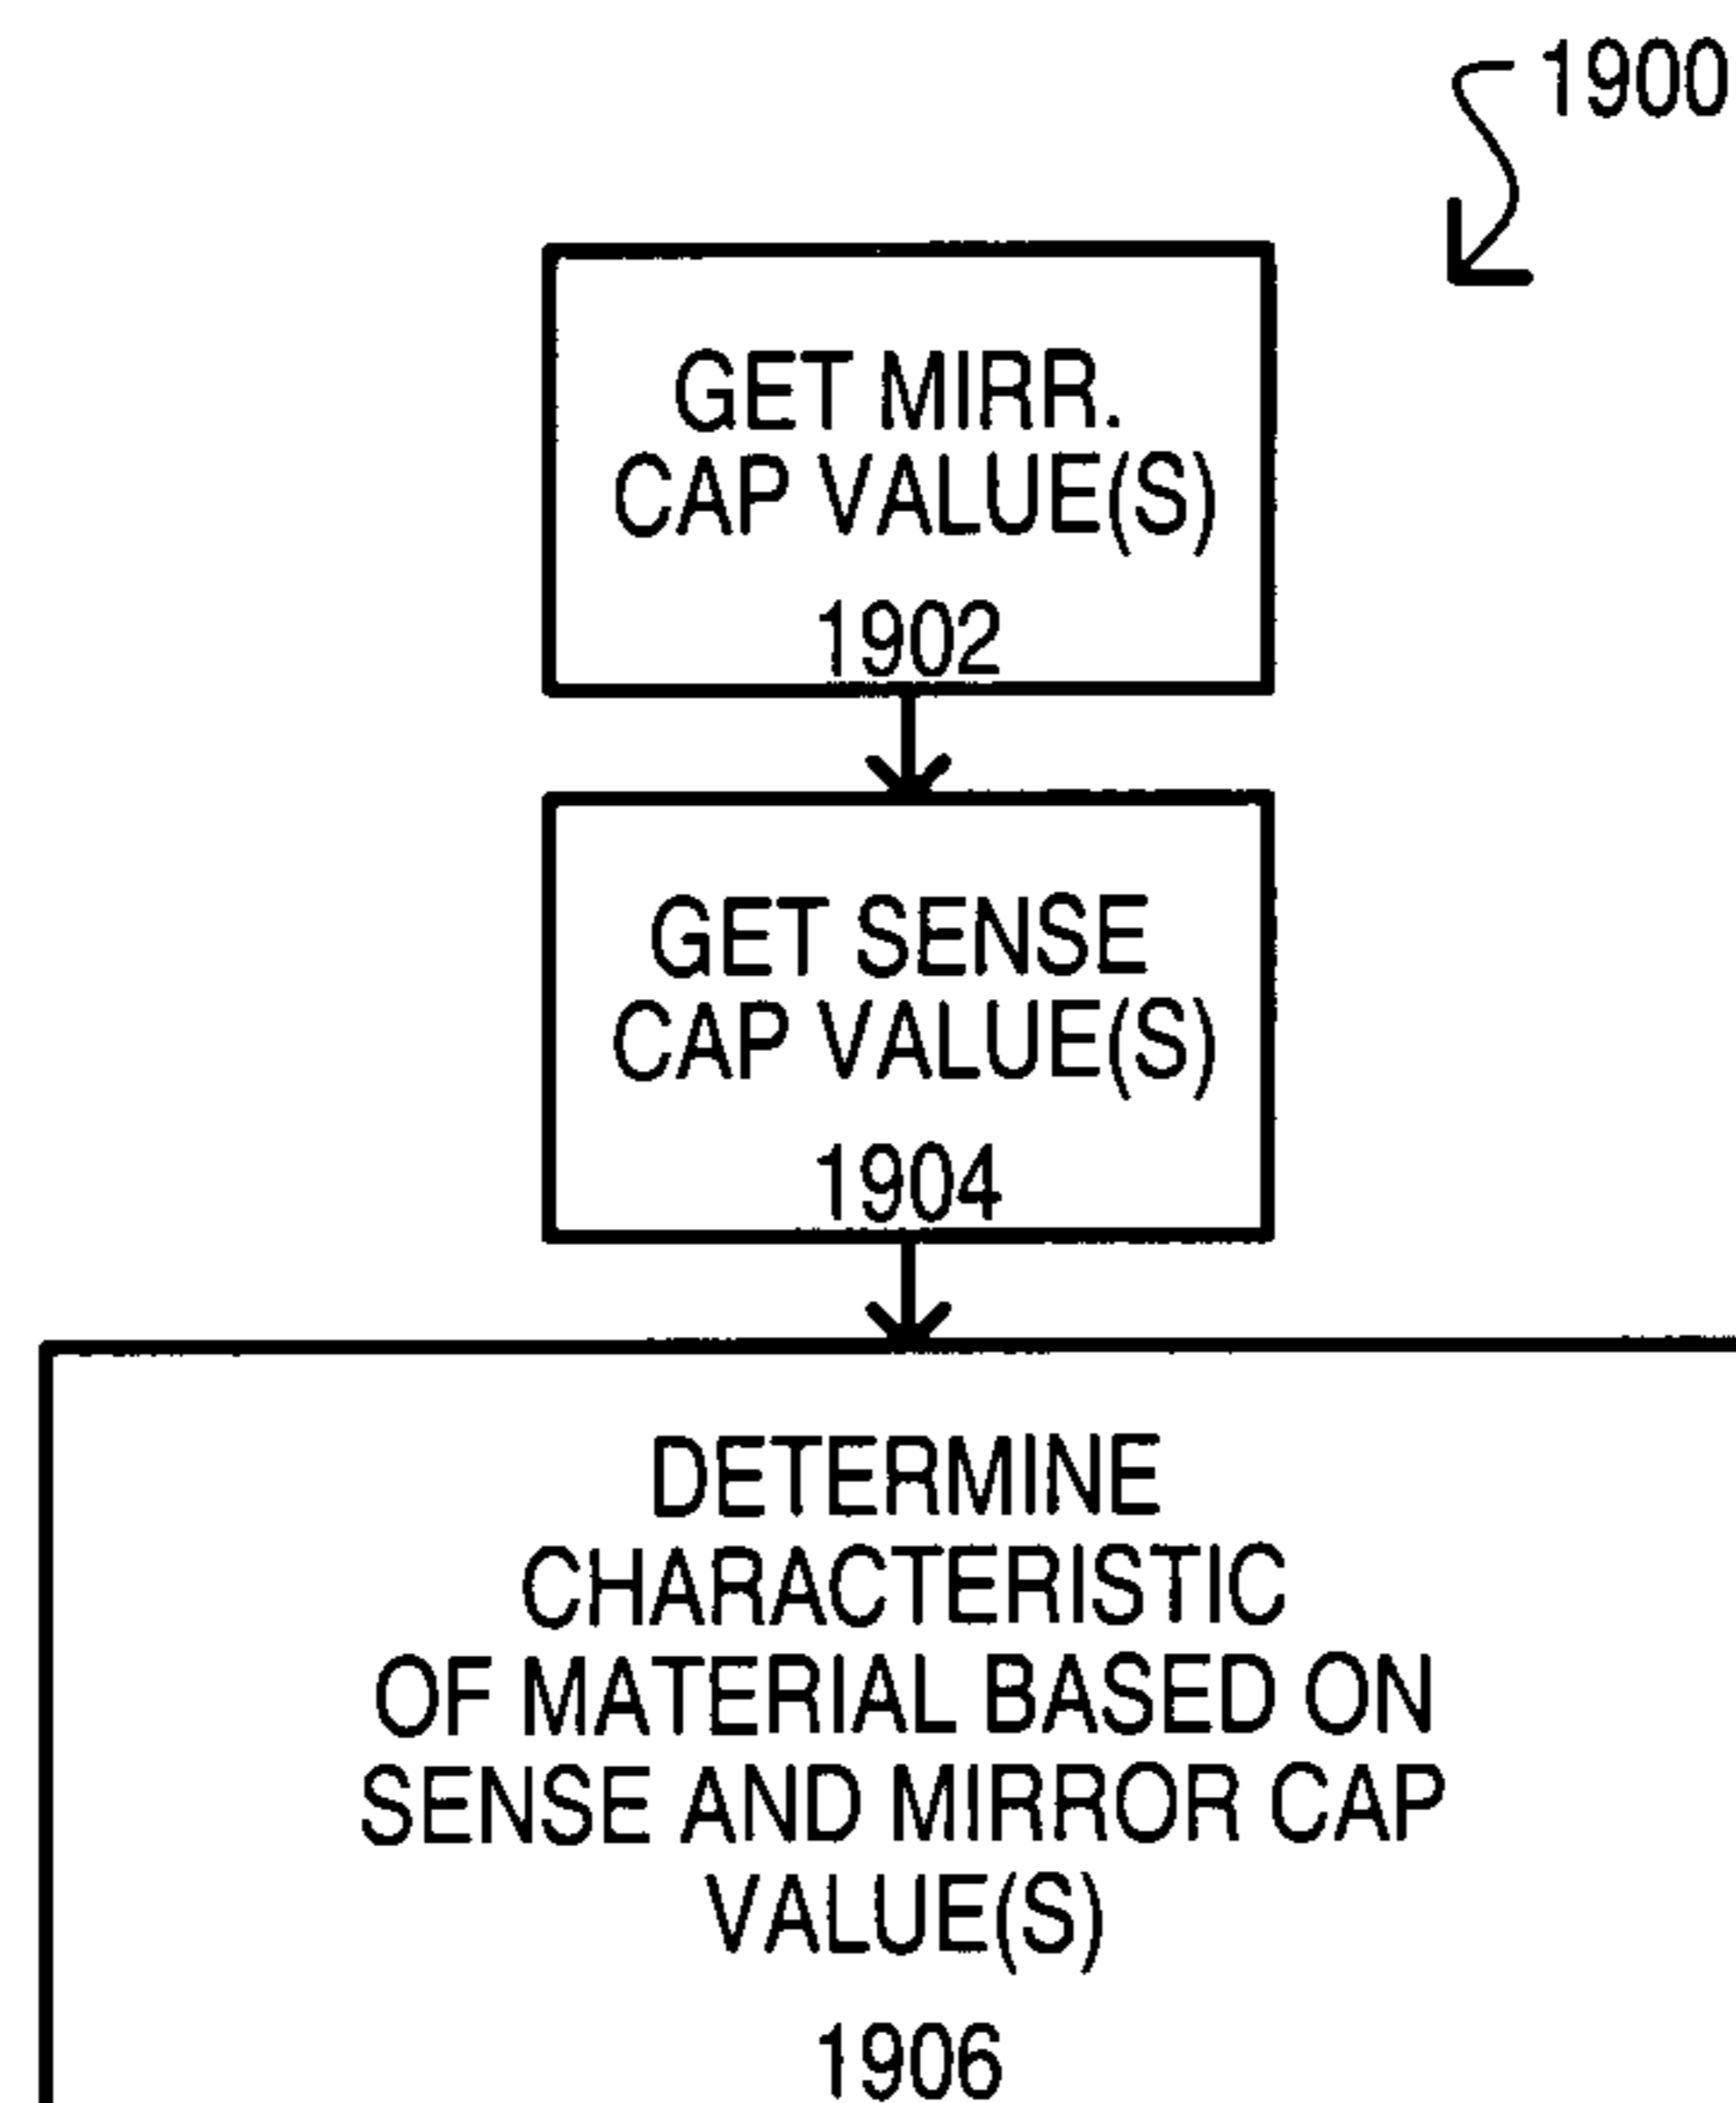 1900
GET MIRR.
CAP VALUE(S)
1902
GET SENSE
CAP VALUE(S)
1904
DETERMINE
CHARACTERISTIC
OF MATERIAL BASED ON
SENSE AND MIRROR CAP
VALUE(S)
1906